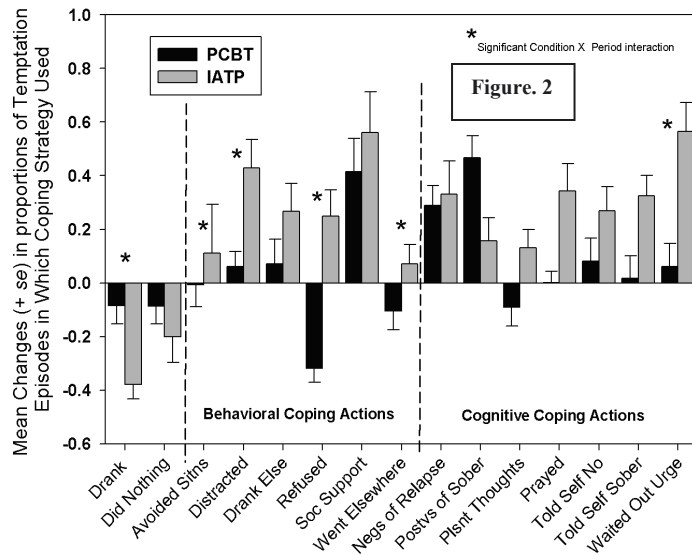 Mean Changes (+ se) in proportions of Temptation
Episodes in Which Coping Strategy Used
1.0
0.8
0.6
0.4
0.2
0.0
-0.2
-0.4
-0.6
PCBT
IATP
* Significant Condition X Period interaction
Figure. 2
*
*
*
*
*
*
Behavioral Coping Actions
Cognitive Coping Actions
Drank
Did Nothing
Avoided Sitns
Distracted
Drank Else
Refused
Soc Support
Went Elsewhere
Negs of Relapse
Postvs of Sober
Plsnt Thoughts
Prayed
Told Self No
Told Self Sober
Waited Out Urge